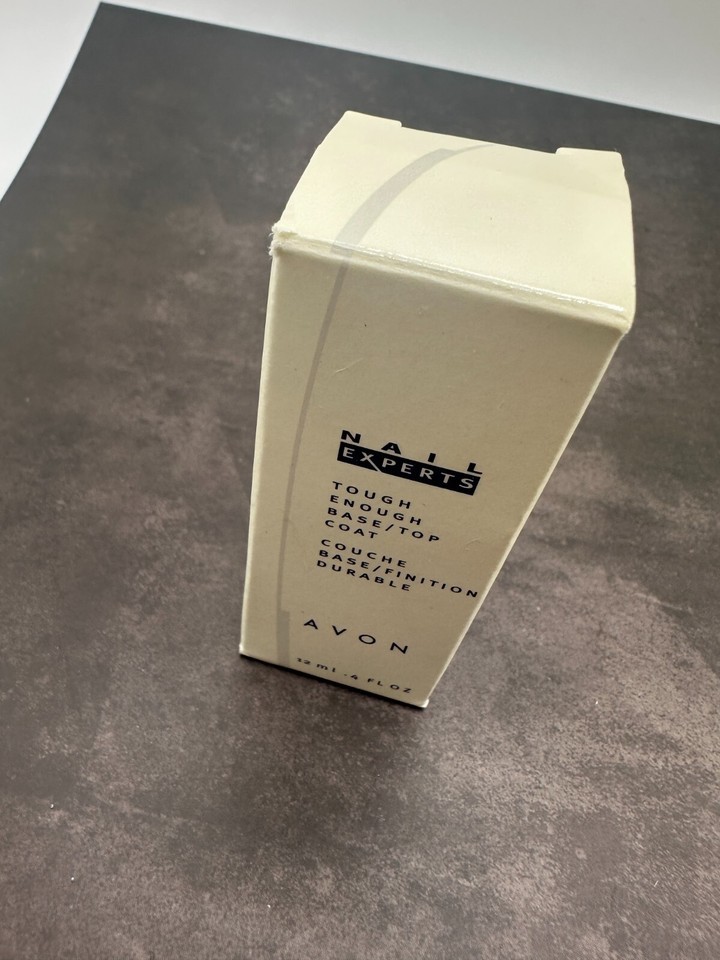 NAIL
EXPERTS
TOUGH
ENOUGH
BASE/TOP
COAT
COUCHE
BASE/FINITION
DURABLE
AVON
12 ml .4 FL OZ